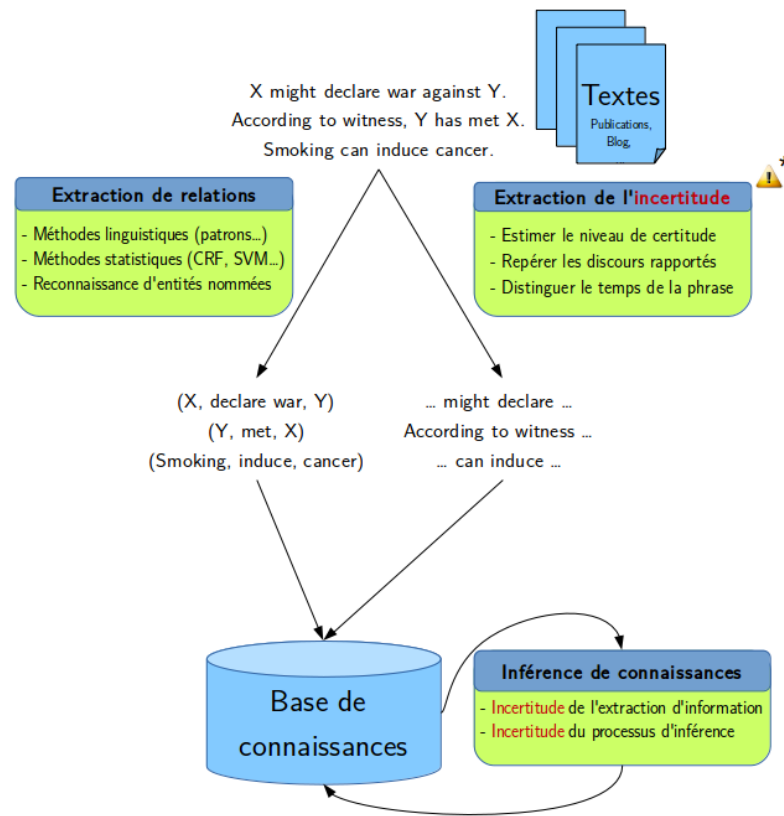 X might declare war against Y.
According to witness, Y has met X.
Smoking can induce cancer.
Textes
Publications,
Blog,
Extraction de relations
- Méthodes linguistiques (patrons...)
- Méthodes statistiques (CRF, SVM...)
- Reconnaissance d'entités nommées
Extraction de l'incertitude
*
- Estimer le niveau de certitude
- Repérer les discours rapportés
- Distinguer le temps de la phrase
(X, declare war, Y)
(Y, met, X)
(Smoking, induce, cancer)
... might declare ...
According to witness ...
... can induce ...
Base de
connaissances
Inférence de connaissances
- Incertitude de l'extraction d'information
- Incertitude du processus d'inférence